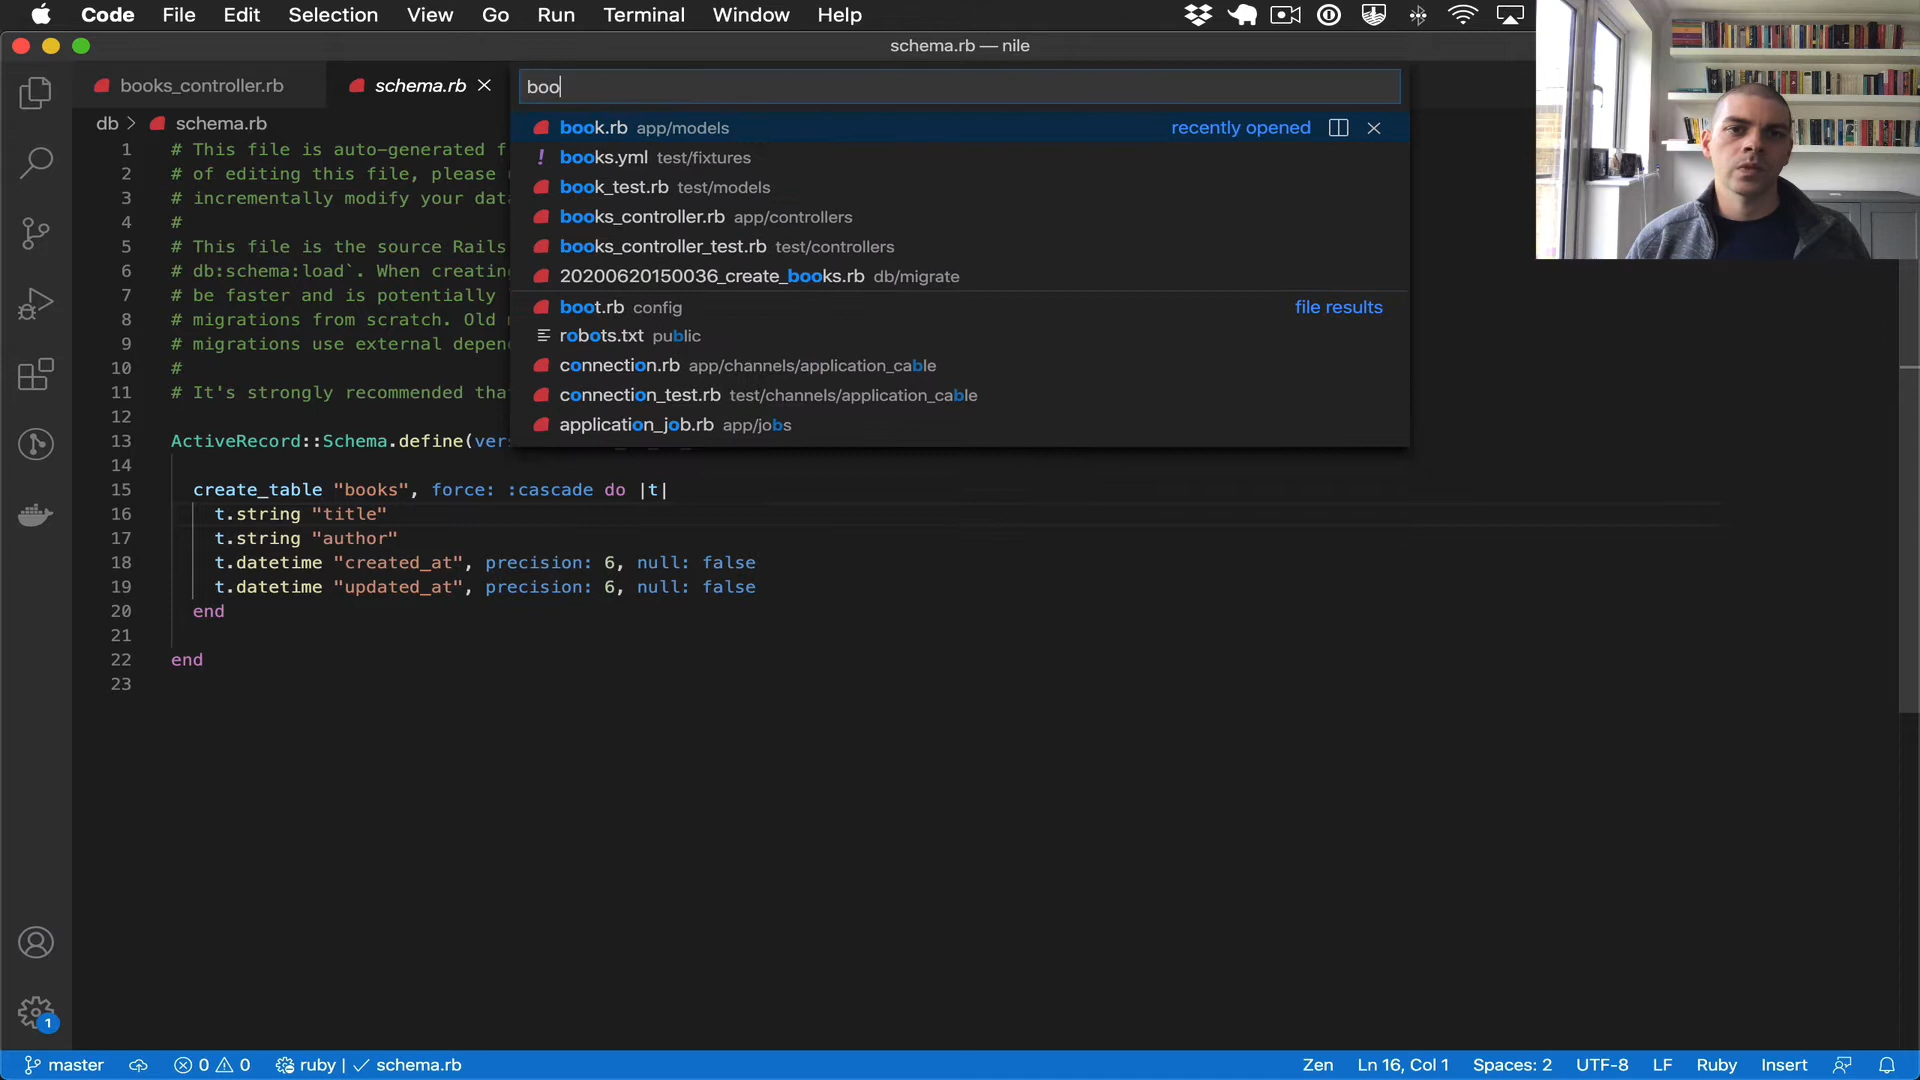 Code File Edit Selection View Go Run Terminal Window Help
schema.rb — nile
books_controller.rb
schema.rb
boo
db > schema.rb
book.rb app/models recently opened
! books.yml test/fixtures
book_test.rb test/models
books_controller.rb app/controllers
books_controller_test.rb test/controllers
20200620150036_create_books.rb db/migrate
boot.rb config file results
robots.txt public
connection.rb app/channels/application_cable
connection_test.rb test/channels/application_cable
application_job.rb app/jobs
1 # This file is auto-generated f
2 # of editing this file, please
3 # incrementally modify your data
4 #
5 # This file is the source Rails
6 # db:schema:load`. When creating
7 # be faster and is potentially
8 # migrations from scratch. Old
9 # migrations use external depen
10 #
11 # It's strongly recommended tha
12
13 ActiveRecord::Schema.define(ver
14
15 create_table "books", force: :cascade do |t|
16 t.string "title"
17 t.string "author"
18 t.datetime "created_at", precision: 6, null: false
19 t.datetime "updated_at", precision: 6, null: false
20 end
21
22 end
23
1
master 0 0 ruby | ✓ schema.rb Zen Ln 16, Col 1 Spaces: 2 UTF-8 LF Ruby Insert